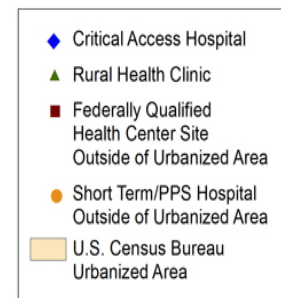 Critical Access Hospital
Rural Health Clinic
Federally Qualified
Health Center Site
Outside of Urbanized Area
Short Term/PPS Hospital
Outside of Urbanized Area
U.S. Census Bureau
Urbanized Area